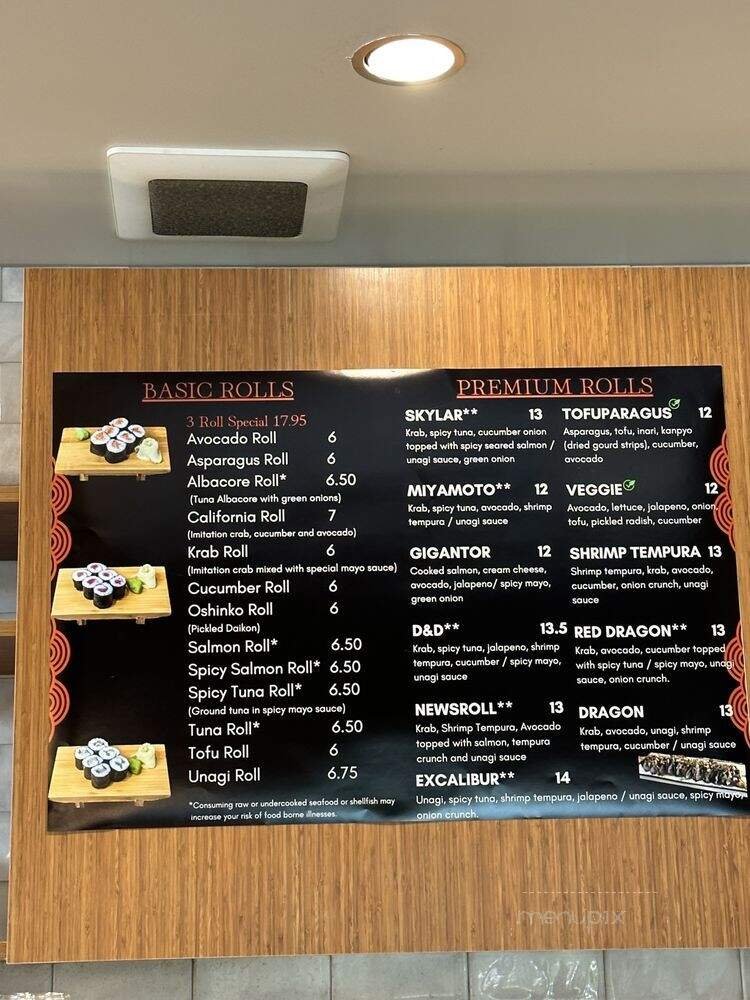 BASIC ROLLS
3 Roll Special 17.95
Avocado Roll 6
Asparagus Roll 6
Albacore Roll* 6.50
(Tuna Albacore with green onions)
California Roll 7
(Imitation crab, cucumber and avocado)
Krab Roll 6
(Imitation crab mixed with special mayo sauce)
Cucumber Roll 6
Oshinko Roll 6
(Pickled Daikon)
Salmon Roll* 6.50
Spicy Salmon Roll* 6.50
Spicy Tuna Roll* 6.50
(Ground tuna in spicy mayo sauce)
Tuna Roll* 6.50
Tofu Roll 6
Unagi Roll 6.75
*Consuming raw or undercooked seafood or shellfish may
increase your risk of food borne illnesses.
PREMIUM ROLLS
SKYLAR** 13
Krab, spicy tuna, cucumber onion
topped with spicy seared salmon /
unagi sauce, green onion
MIYAMOTO** 12
Krab, spicy tuna, avocado, shrimp
tempura / unagi sauce
GIGANTOR 12
Cooked salmon, cream cheese,
avocado, jalapeno/ spicy mayo,
green onion
D&D** 13.5
Krab, spicy tuna, jalapeno, shrimp
tempura, cucumber / spicy mayo,
unagi sauce
NEWSROLL** 13
Krab, Shrimp Tempura, Avocado
topped with salmon, tempura
crunch and unagi sauce
EXCALIBUR** 14
Unagi, spicy tuna, shrimp tempura, jalapeno / unagi sauce, spicy mayo,
onion crunch.
TOFUPARAGUS 12
Asparagus, tofu, inari, kanpyo
(dried gourd strips), cucumber,
avocado
VEGGIE 12
Avocado, lettuce, jalapeno, onion,
tofu, pickled radish, cucumber
SHRIMP TEMPURA 13
Shrimp tempura, krab, avocado,
cucumber, onion crunch, unagi
sauce
RED DRAGON** 13
Krab, avocado, cucumber topped
with spicy tuna / spicy mayo, unagi
sauce, onion crunch.
DRAGON 13
Krab, avocado, unagi, shrimp
tempura, cucumber / unagi sauce
menupix